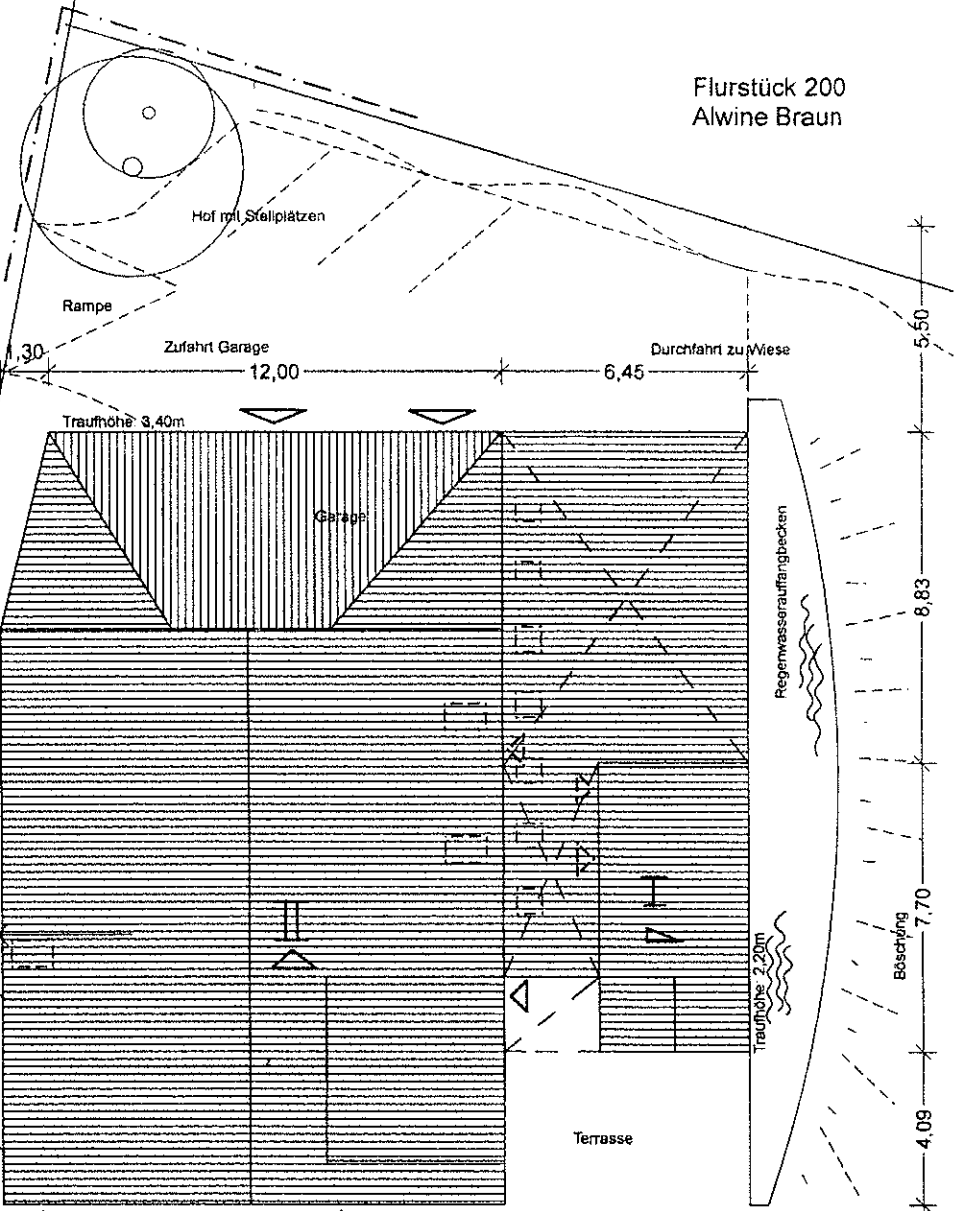 Flurstück 200
Alwine Braun
Hof mit Stellplätzen
Rampe
5,50
1,30
Zufahrt Garage
Durchfahrt zu Wiese
12,00
6,45
Traufhöhe: 3,40m
Garage
Regenwasserauffangbecken
8,83
I
II
7,70
Böschung
Traufhöhe: 2,20m
Terrasse
4,09